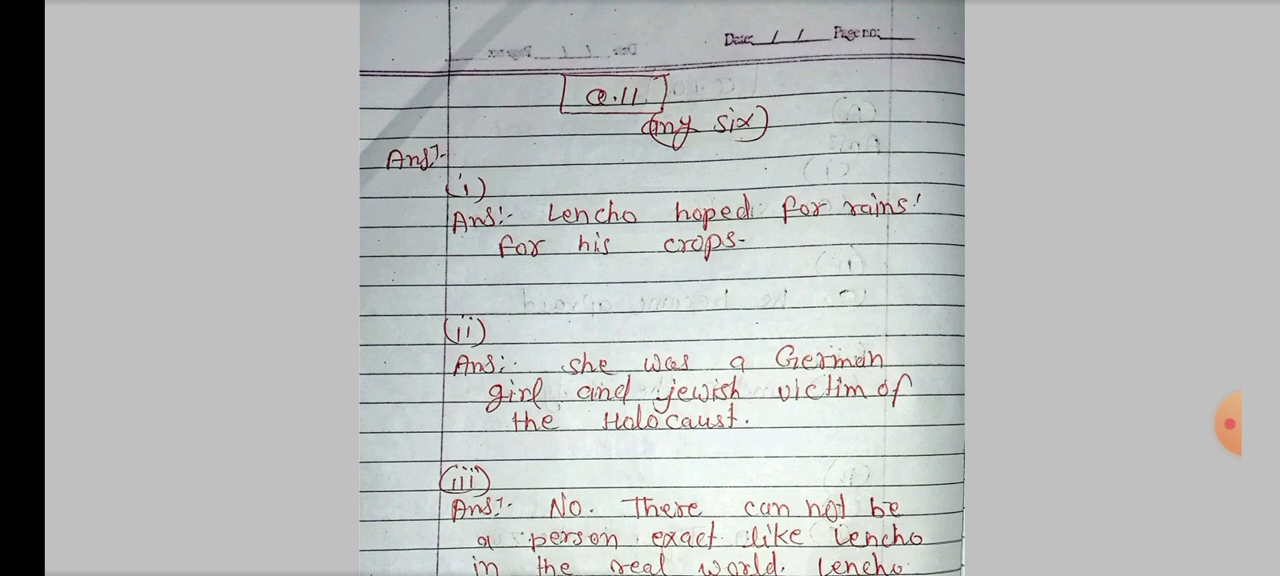 Date: / / Page no:
Q.11.
(any six)
Ans:-
(i)
Ans:- Lencho hoped for rains
for his crops-
(ii)
Ans:- she was a German
girl and jewish victim of
the Holocaust.
(iii)
Ans:- No. There can not be
a person exact like Lencho
in the real world. Lencho